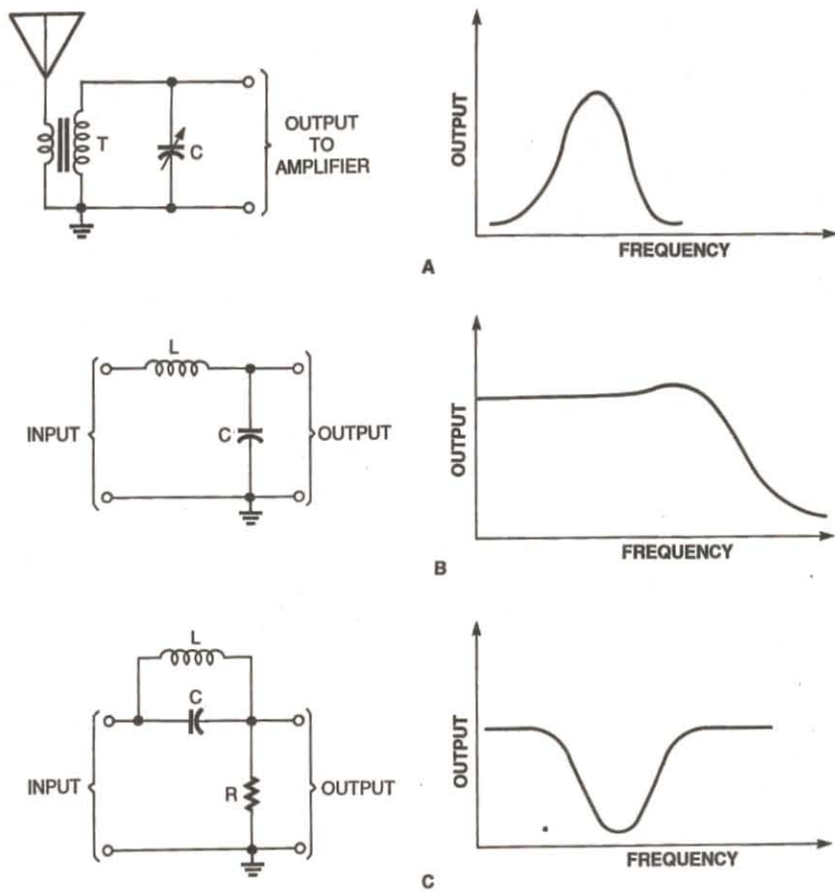 T
C
OUTPUT
TO
AMPLIFIER
OUTPUT
FREQUENCY
A
L
INPUT
C
OUTPUT
OUTPUT
FREQUENCY
B
L
C
INPUT
R
OUTPUT
OUTPUT
FREQUENCY
C